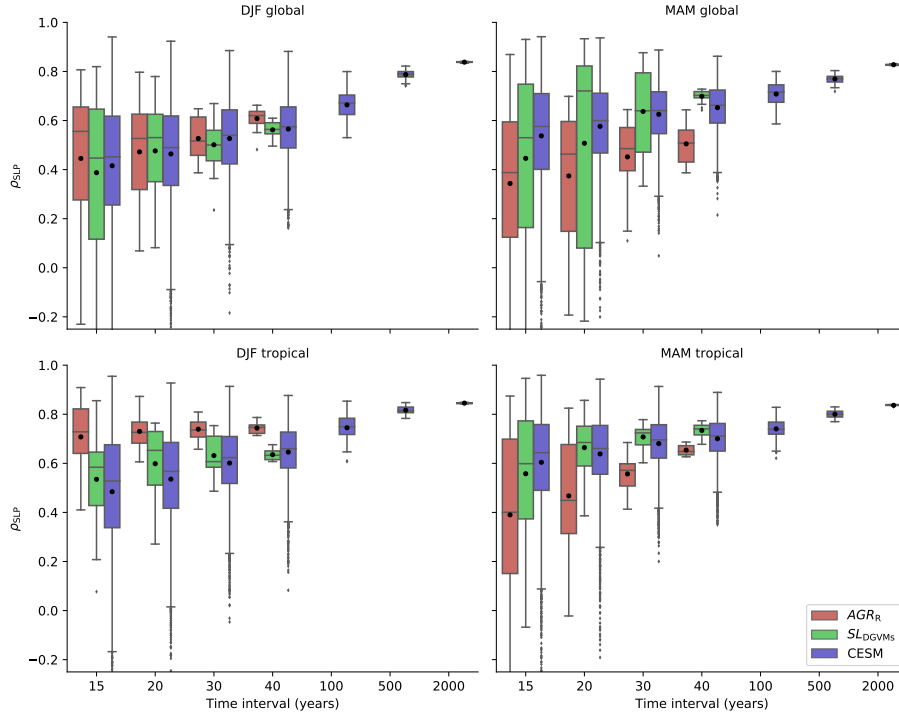 DJF global
MAM global
1.0
0.8
0.6
0.4
0.2
0.0
−0.2
ρSLP
DJF tropical
MAM tropical
1.0
0.8
0.6
0.4
0.2
0.0
−0.2
ρSLP
AGR_R
SL_DGVMs
CESM
15 20 30 40 100 500 2000
15 20 30 40 100 500 2000
Time interval (years)
Time interval (years)